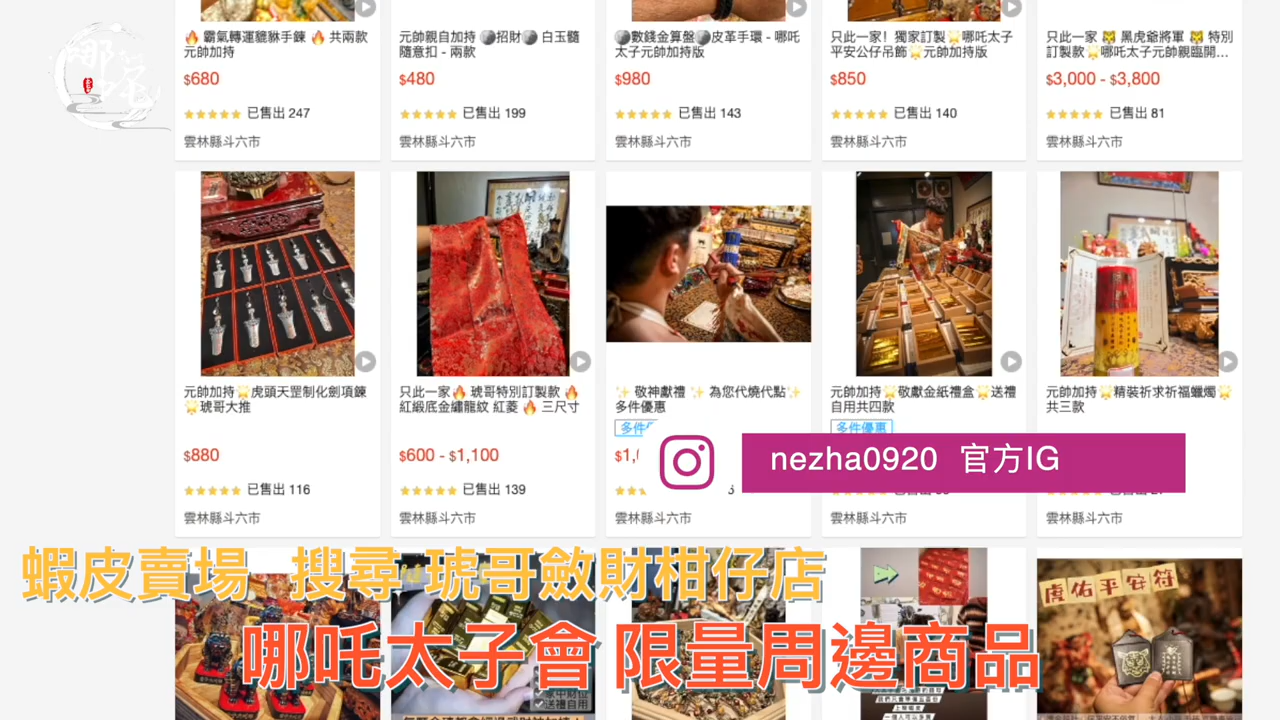 哪吒
🔥 霸氣轉運貔貅手鍊 🔥 共兩款
元帥加持
$680
已售出 247
雲林縣斗六市
元帥親自加持 🌑招財🌑 白玉髓
隨意扣 - 兩款
$480
已售出 199
雲林縣斗六市
🌑數錢金算盤🌑皮革手環 - 哪吒
太子元帥加持版
$980
已售出 143
雲林縣斗六市
只此一家！獨家訂製🌟哪吒太子
平安公仔吊飾🌟元帥加持版
$850
已售出 140
雲林縣斗六市
只此一家 🐯 黑虎爺將軍 🐯 特別
訂製款🌟哪吒太子元帥親臨開...
$3,000 - $3,800
已售出 81
雲林縣斗六市
元帥加持🌟虎頭天罡制化劍項鍊
🌟琥哥大推
$880
已售出 116
雲林縣斗六市
只此一家🔥 琥哥特別訂製款 🔥
紅緞底金繡龍紋 紅菱 🔥 三尺寸
$600 - $1,100
已售出 139
雲林縣斗六市
✨ 敬神獻禮 ✨ 為您代燒代點✨
多件優惠
多件
雲林縣斗六市
元帥加持🌟敬獻金紙禮盒🌟送禮
自用共四款
多件優惠
雲林縣斗六市
元帥加持🌟精裝祈求祈福蠟燭🌟
共三款
雲林縣斗六市
nezha0920 官方IG
蝦皮賣場 搜尋 琥哥斂財柑仔店
哪吒太子會 限量周邊商品
虎佑平安符
送禮自用